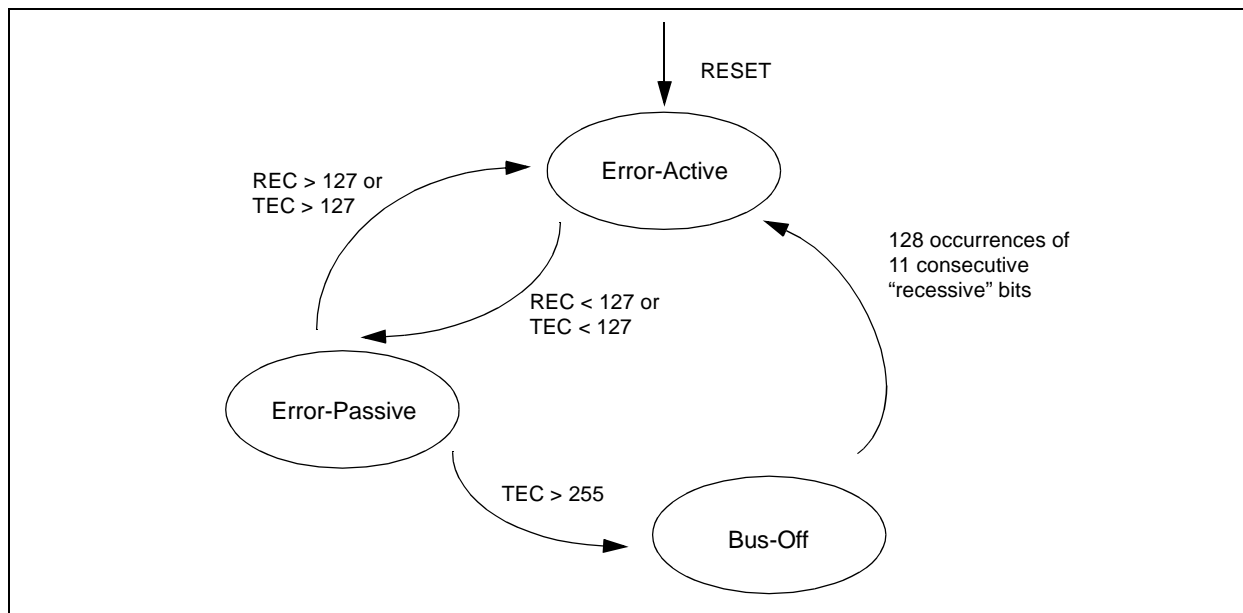 RESET
Error-Active
REC > 127 or
TEC > 127
128 occurrences of
11 consecutive
“recessive” bits
REC < 127 or
TEC < 127
Error-Passive
TEC > 255
Bus-Off